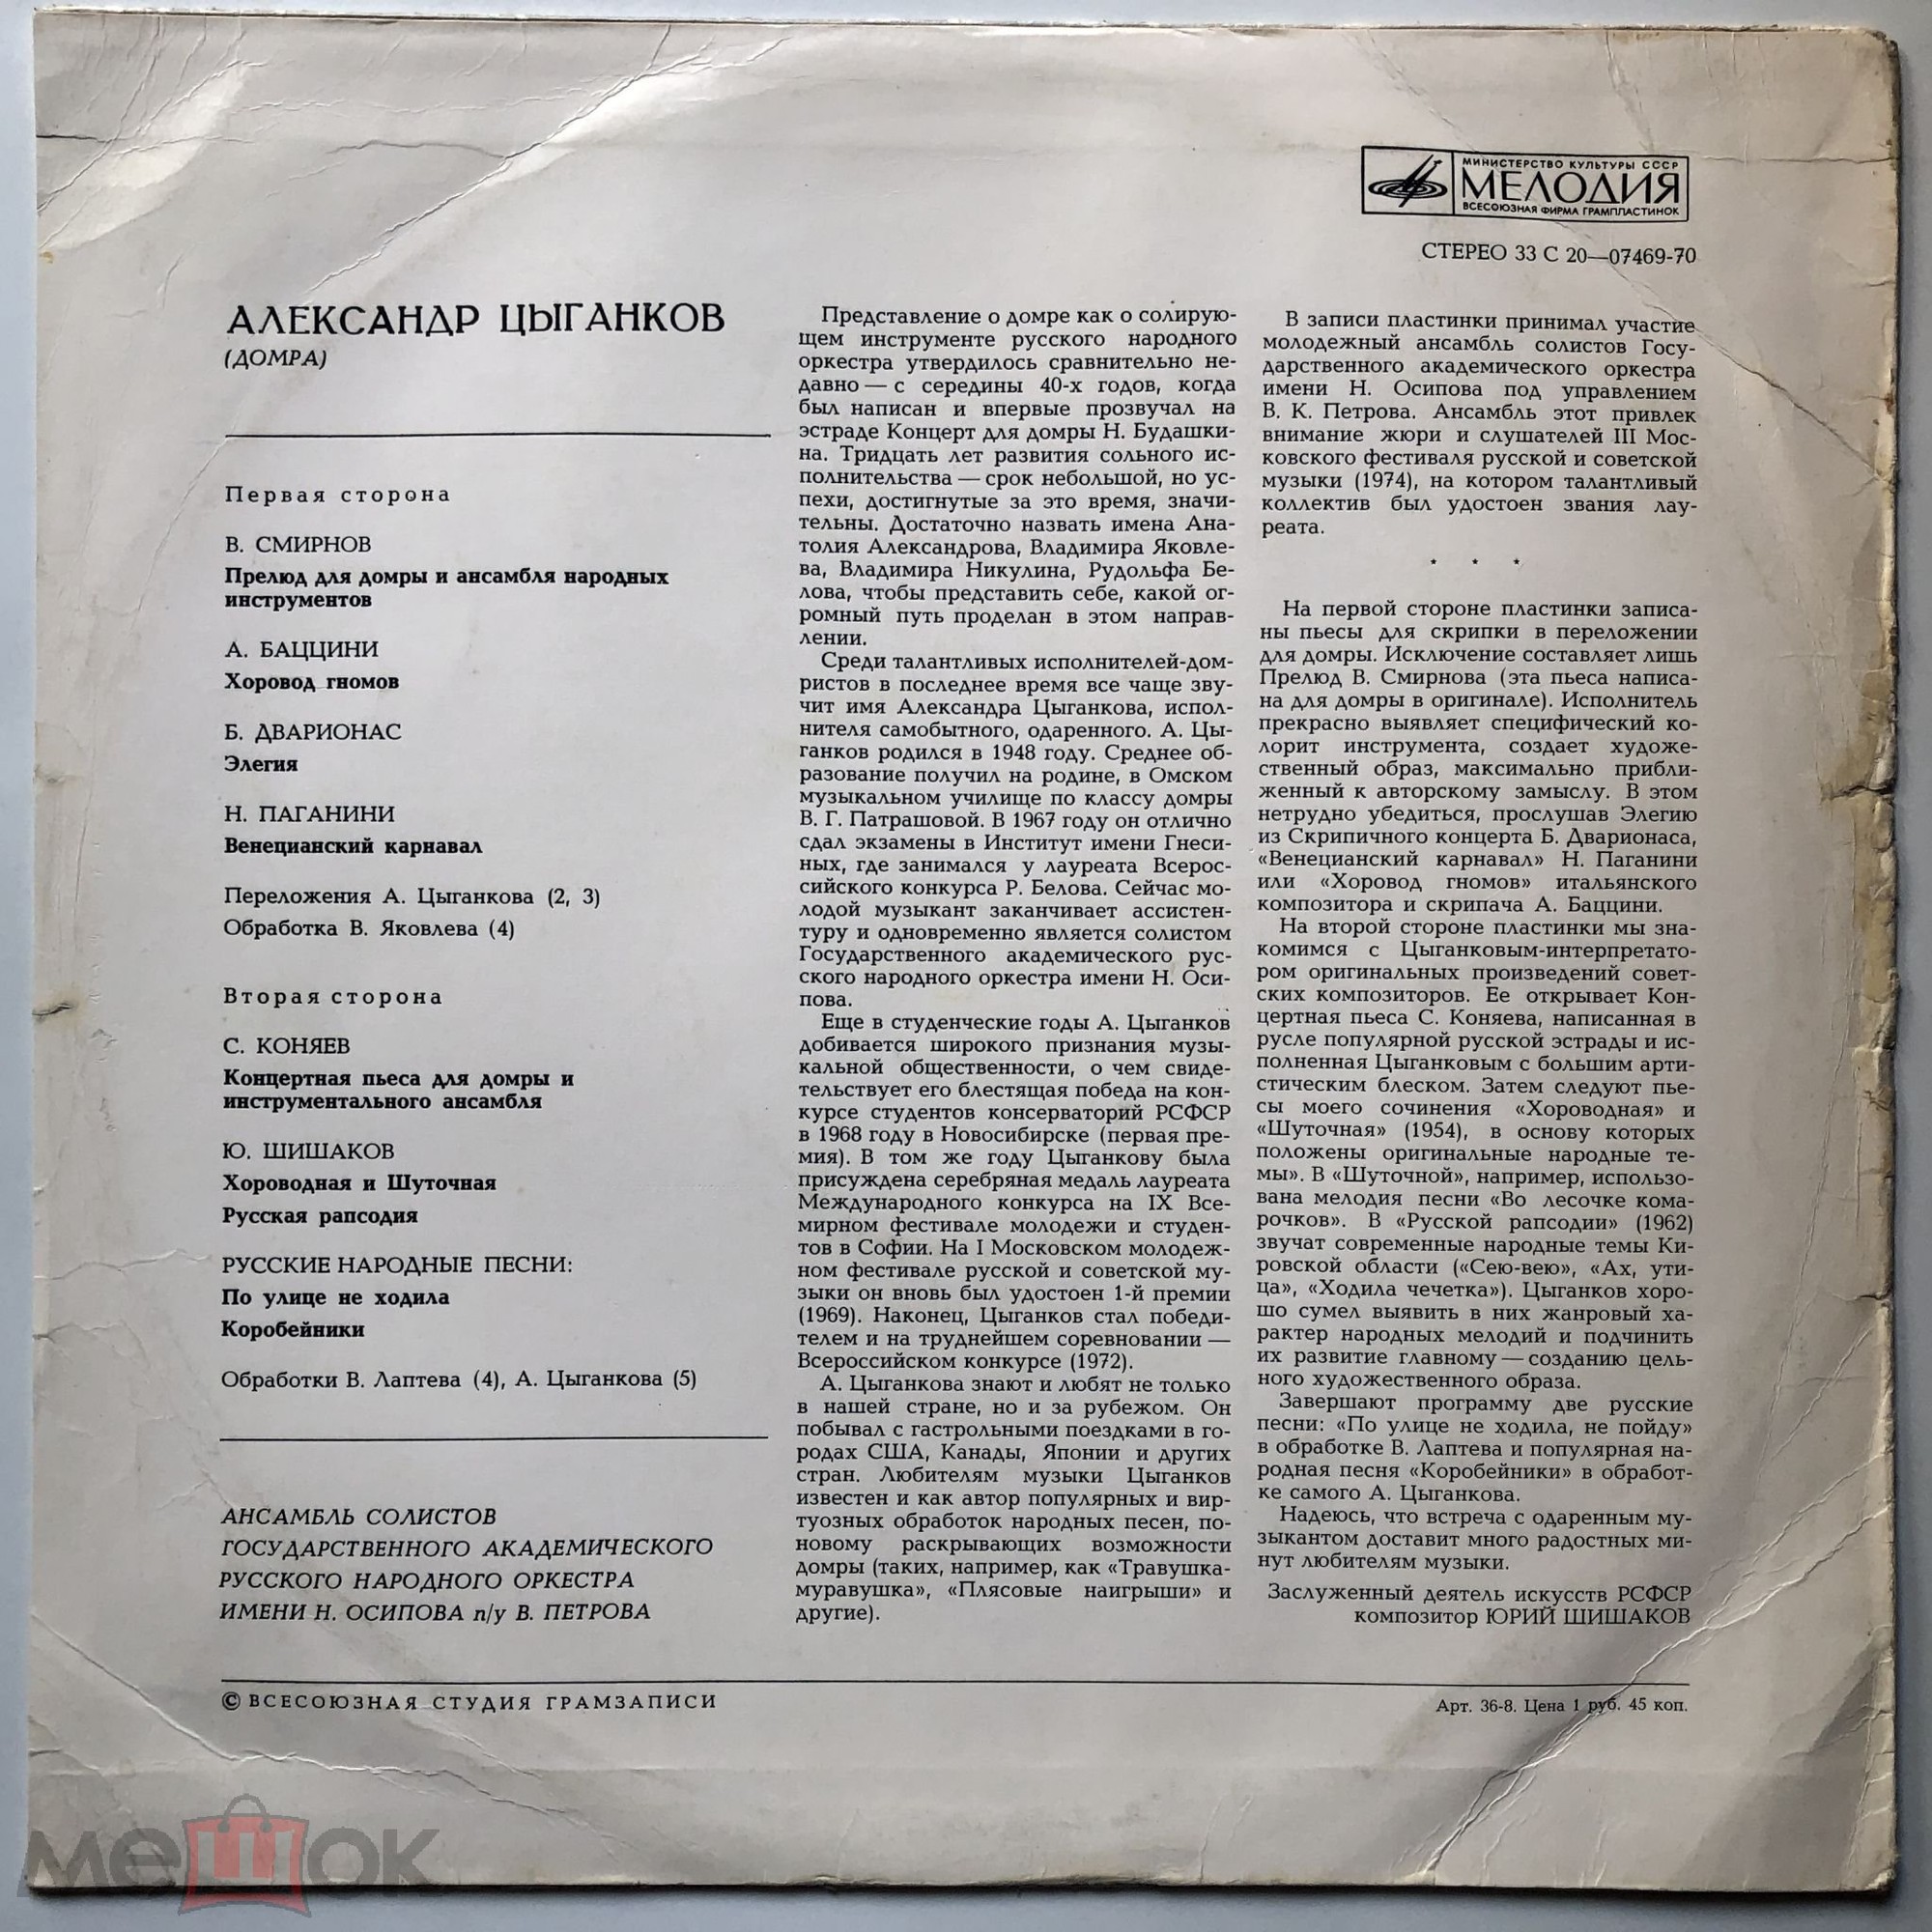 МИНИСТЕРСТВО КУЛЬТУРЫ СССР
МЕЛОДИЯ
ВСЕСОЮЗНАЯ ФИРМА ГРАМПЛАСТИНОК
СТЕРЕО 33 С 20—07469-70
АЛЕКСАНДР ЦЫГАНКОВ
(ДОМРА)
Первая сторона
В. СМИРНОВ
Прелюд для домры и ансамбля народных
инструментов
А. БАЦЦИНИ
Хоровод гномов
Б. ДВАРИОНАС
Элегия
Н. ПАГАНИНИ
Венецианский карнавал
Переложения А. Цыганкова (2, 3)
Обработка В. Яковлева (4)
Вторая сторона
С. КОНЯЕВ
Концертная пьеса для домры и
инструментального ансамбля
Ю. ШИШАКОВ
Хороводная и Шуточная
Русская рапсодия
РУССКИЕ НАРОДНЫЕ ПЕСНИ:
По улице не ходила
Коробейники
Обработки В. Лаптева (4), А. Цыганкова (5)
АНСАМБЛЬ СОЛИСТОВ
ГОСУДАРСТВЕННОГО АКАДЕМИЧЕСКОГО
РУССКОГО НАРОДНОГО ОРКЕСТРА
ИМЕНИ Н. ОСИПОВА п/у В. ПЕТРОВА
Представление о домре как о солирую-
щем инструменте русского народного
оркестра утвердилось сравнительно не-
давно — с середины 40-х годов, когда
был написан и впервые прозвучал на
эстраде Концерт для домры Н. Будашки-
на. Тридцать лет развития сольного ис-
полнительства — срок небольшой, но ус-
пехи, достигнутые за это время, значи-
тельны. Достаточно назвать имена Ана-
толия Александрова, Владимира Яковле-
ва, Владимира Никулина, Рудольфа Бе-
лова, чтобы представить себе, какой ог-
ромный путь проделан в этом направ-
лении.
Среди талантливых исполнителей-дом-
ристов в последнее время все чаще зву-
чит имя Александра Цыганкова, испол-
нителя самобытного, одаренного. А. Цы-
ганков родился в 1948 году. Среднее об-
разование получил на родине, в Омском
музыкальном училище по классу домры
В. Г. Патрашовой. В 1967 году он отлично
сдал экзамены в Институт имени Гнеси-
ных, где занимался у лауреата Всерос-
сийского конкурса Р. Белова. Сейчас мо-
лодой музыкант заканчивает ассистен-
туру и одновременно является солистом
Государственного академического рус-
ского народного оркестра имени Н. Оси-
пова.
Еще в студенческие годы А. Цыганков
добивается широкого признания музы-
кальной общественности, о чем свиде-
тельствует его блестящая победа на кон-
курсе студентов консерваторий РСФСР
в 1968 году в Новосибирске (первая пре-
мия). В том же году Цыганкову была
присуждена серебряная медаль лауреата
Международного конкурса на IX Все-
мирном фестивале молодежи и студен-
тов в Софии. На I Московском молодеж-
ном фестивале русской и советской му-
зыки он вновь был удостоен 1-й премии
(1969). Наконец, Цыганков стал победи-
телем и на труднейшем соревновании —
Всероссийском конкурсе (1972).
А. Цыганкова знают и любят не только
в нашей стране, но и за рубежом. Он
побывал с гастрольными поездками в го-
родах США, Канады, Японии и других
стран. Любителям музыки Цыганков
известен и как автор популярных и вир-
туозных обработок народных песен, по-
новому раскрывающих возможности
домры (таких, например, как «Травушка-
муравушка», «Плясовые наигрыши» и
другие).
В записи пластинки принимал участие
молодежный ансамбль солистов Госу-
дарственного академического оркестра
имени Н. Осипова под управлением
В. К. Петрова. Ансамбль этот привлек
внимание жюри и слушателей III Мос-
ковского фестиваля русской и советской
музыки (1974), на котором талантливый
коллектив был удостоен звания лау-
реата.
* * *
На первой стороне пластинки записа-
ны пьесы для скрипки в переложении
для домры. Исключение составляет лишь
Прелюд В. Смирнова (эта пьеса написа-
на для домры в оригинале). Исполнитель
прекрасно выявляет специфический ко-
лорит инструмента, создает художе-
ственный образ, максимально прибли-
женный к авторскому замыслу. В этом
нетрудно убедиться, прослушав Элегию
из Скрипичного концерта Б. Дварионаса,
«Венецианский карнавал» Н. Паганини
или «Хоровод гномов» итальянского
композитора и скрипача А. Баццини.
На второй стороне пластинки мы зна-
комимся с Цыганковым-интерпретато-
ром оригинальных произведений совет-
ских композиторов. Ее открывает Кон-
цертная пьеса С. Коняева, написанная в
русле популярной русской эстрады и ис-
полненная Цыганковым с большим арти-
стическим блеском. Затем следуют пье-
сы моего сочинения «Хороводная» и
«Шуточная» (1954), в основу которых
положены оригинальные народные те-
мы». В «Шуточной», например, использо-
вана мелодия песни «Во лесочке кома-
рочков». В «Русской рапсодии» (1962)
звучат современные народные темы Ки-
ровской области («Сею-вею», «Ах, ути-
ца», «Ходила чечетка»). Цыганков хоро-
шо сумел выявить в них жанровый ха-
рактер народных мелодий и подчинить
их развитие главному — созданию цель-
ного художественного образа.
Завершают программу две русские
песни: «По улице не ходила, не пойду»
в обработке В. Лаптева и популярная на-
родная песня «Коробейники» в обработ-
ке самого А. Цыганкова.
Надеюсь, что встреча с одаренным му-
зыкантом доставит много радостных ми-
нут любителям музыки.
Заслуженный деятель искусств РСФСР
композитор ЮРИЙ ШИШАКОВ
© ВСЕСОЮЗНАЯ СТУДИЯ ГРАМЗАПИСИ
Арт. 36-8. Цена 1 руб. 45 коп.
мешок